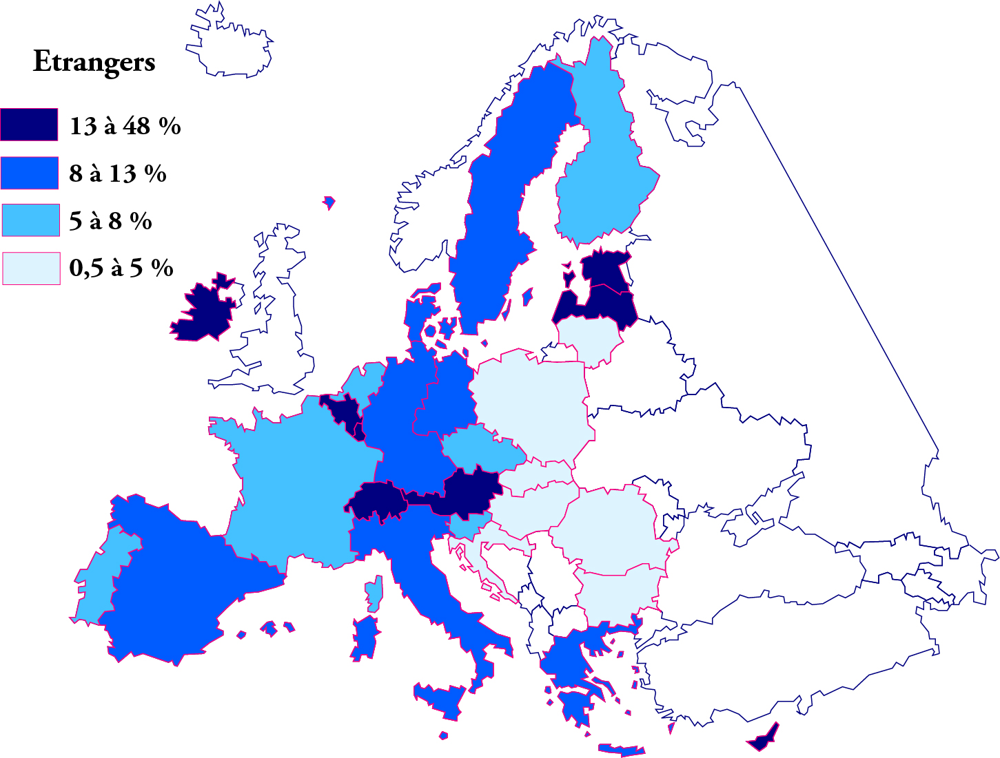 Etrangers
13 à 48 %
8 à 13 %
5 à 8 %
0,5 à 5 %